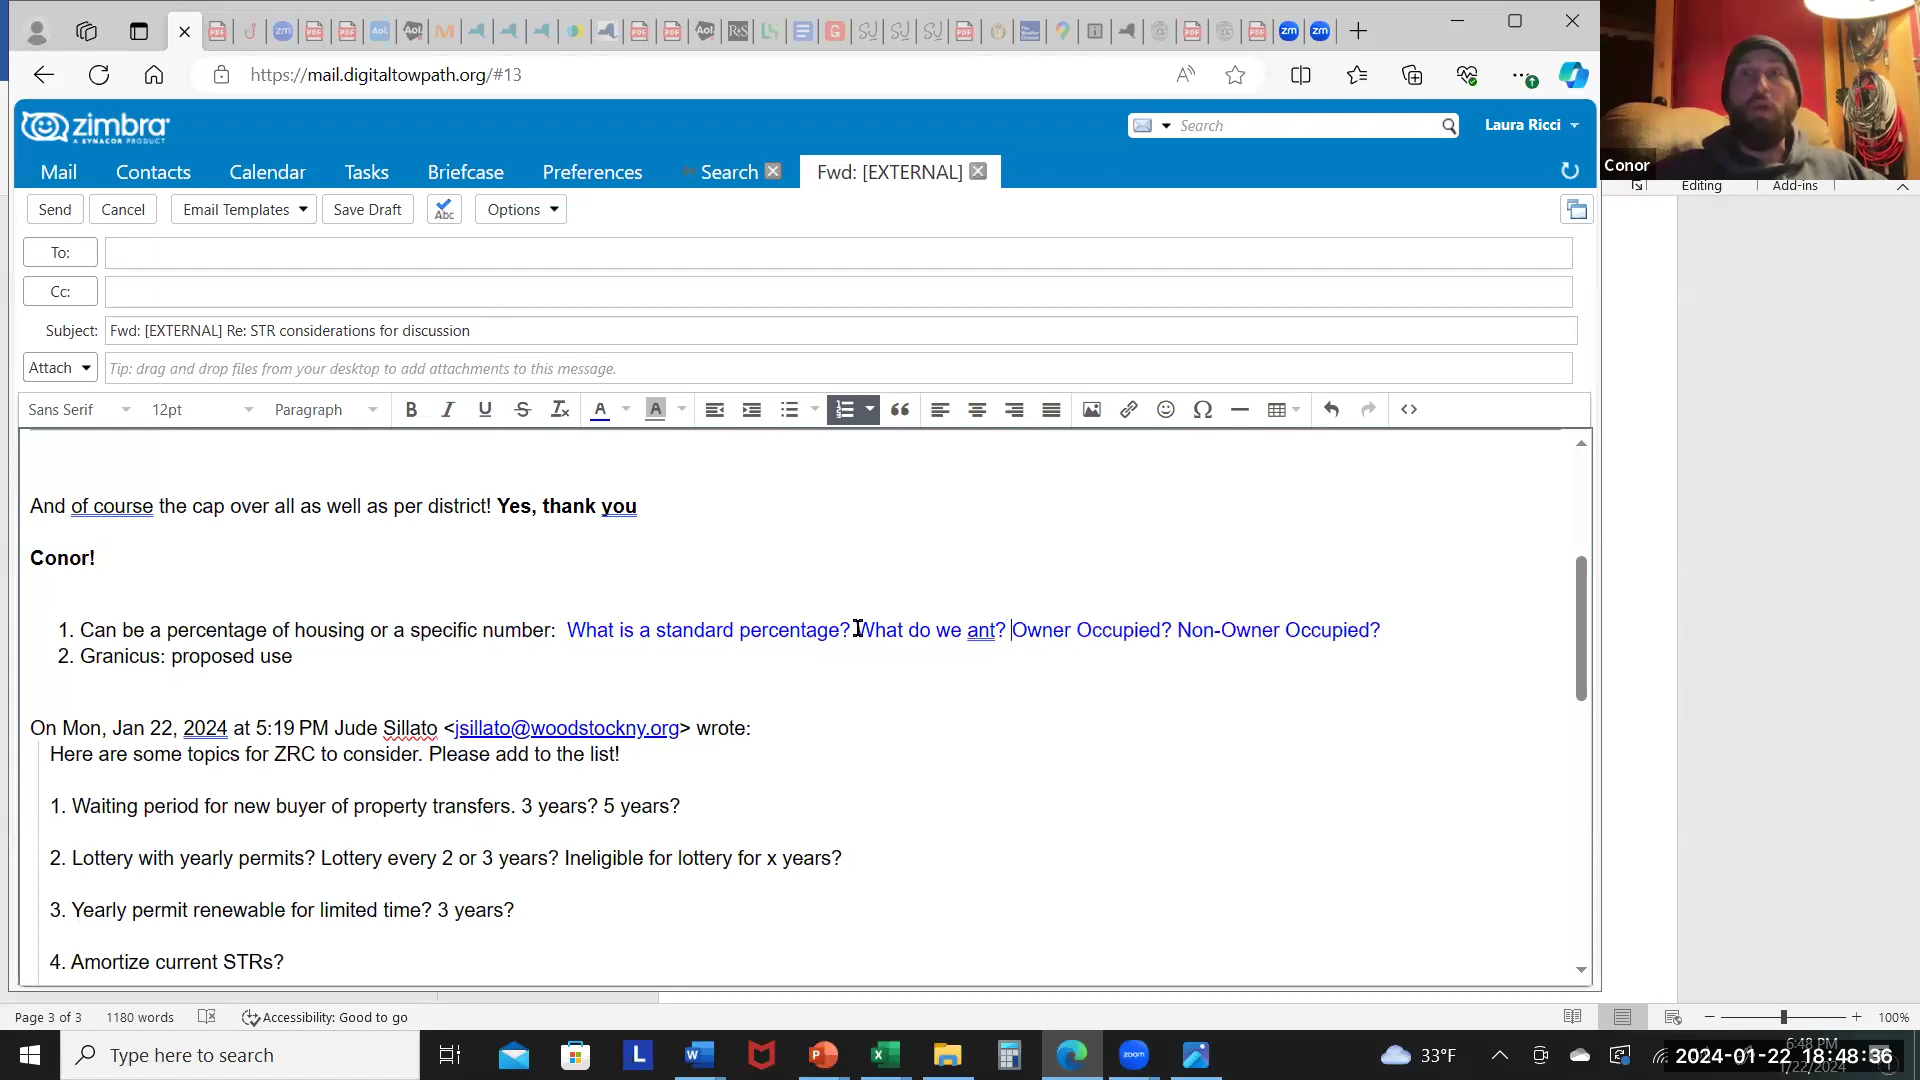 https://mail.digitaltowpath.org/#13
zimbra
A SYNACOR PRODUCT
Search
Laura Ricci
Conor
Mail Contacts Calendar Tasks Briefcase Preferences Search Fwd: [EXTERNAL]
Editing Add-ins
Send Cancel Email Templates Save Draft Abc Options
To:
Cc:
Subject: Fwd: [EXTERNAL] Re: STR considerations for discussion
Attach Tip: drag and drop files from your desktop to add attachments to this message.
Sans Serif 12pt Paragraph
And of course the cap over all as well as per district! Yes, thank you
Conor!
1. Can be a percentage of housing or a specific number: What is a standard percentage? What do we ant? Owner Occupied? Non-Owner Occupied?
2. Granicus: proposed use
On Mon, Jan 22, 2024 at 5:19 PM Jude Sillato <jsillato@woodstockny.org> wrote:
Here are some topics for ZRC to consider. Please add to the list!
1. Waiting period for new buyer of property transfers. 3 years? 5 years?
2. Lottery with yearly permits? Lottery every 2 or 3 years? Ineligible for lottery for x years?
3. Yearly permit renewable for limited time? 3 years?
4. Amortize current STRs?
Page 3 of 3 1180 words Accessibility: Good to go 100%
Type here to search
33°F
6:48 PM
2024-01-22 18:48:36
1/22/2024